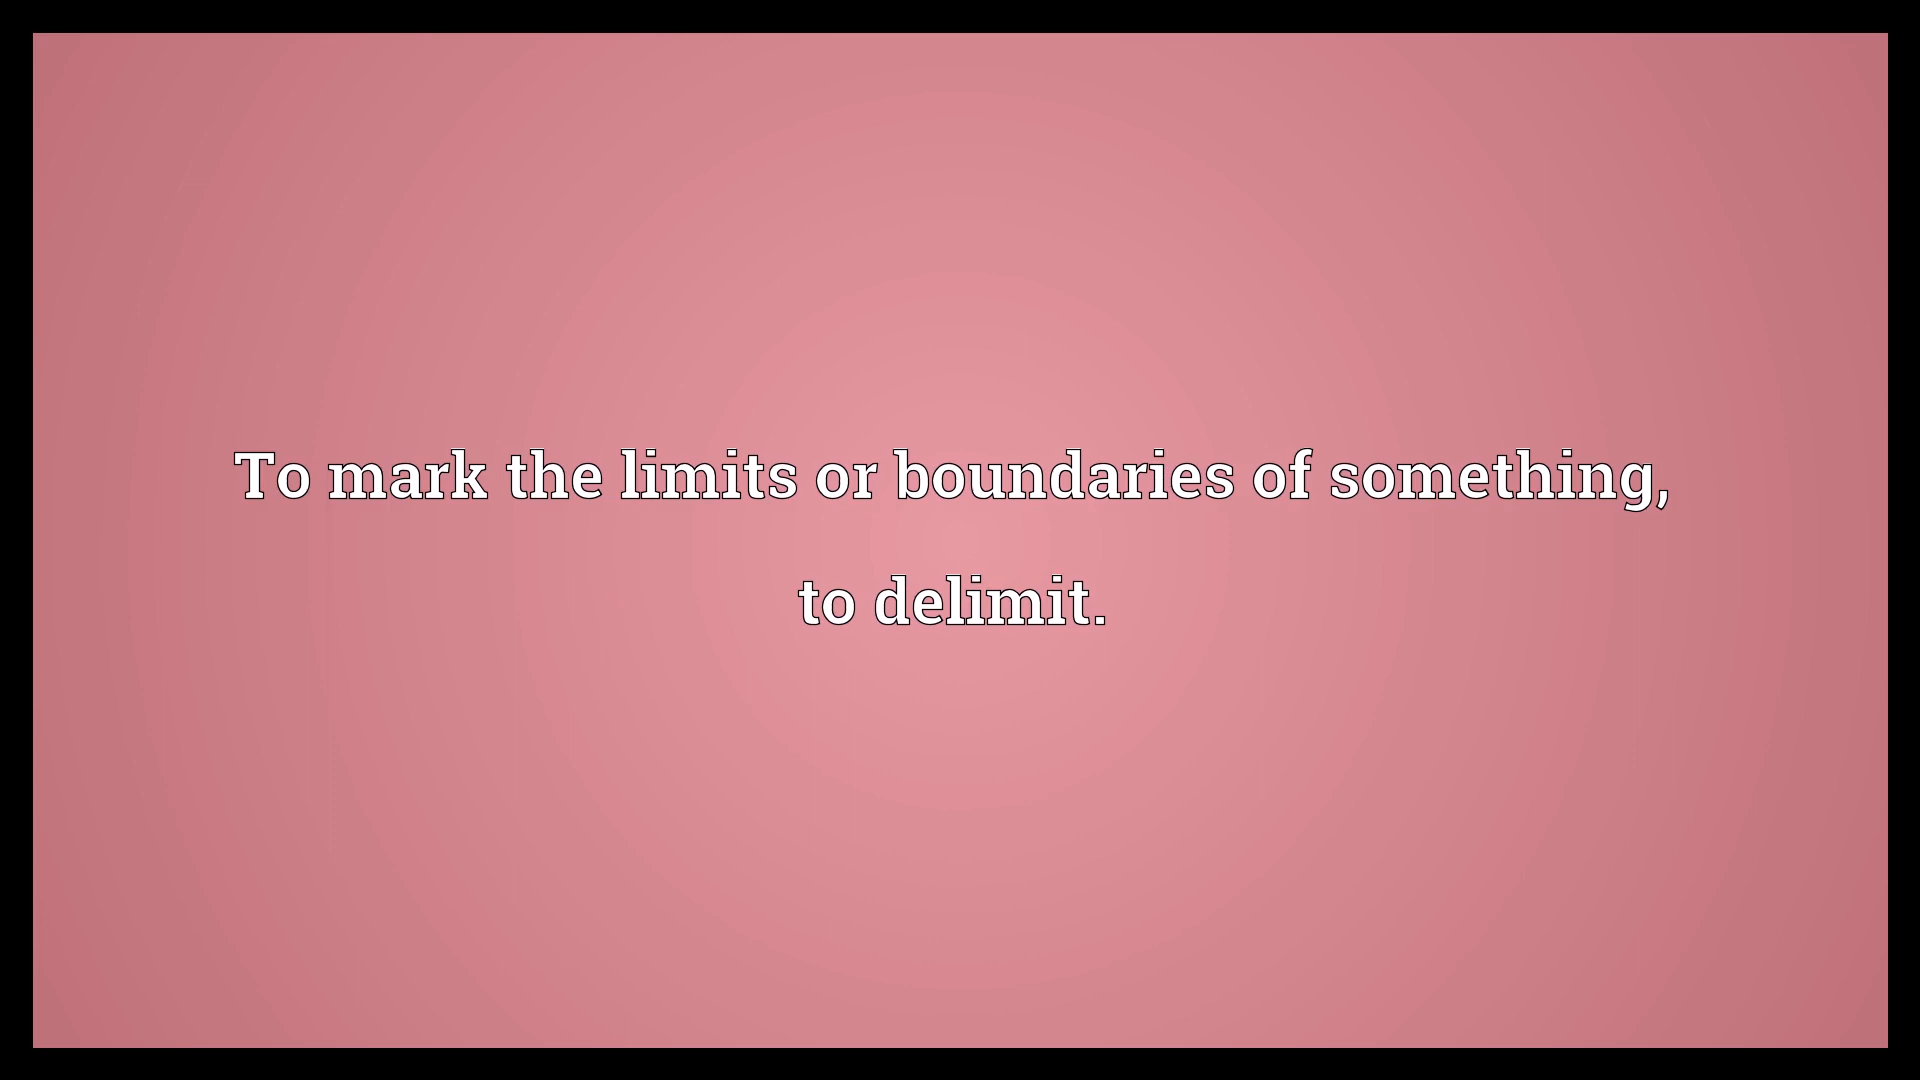 To mark the limits or boundaries of something,
to delimit.